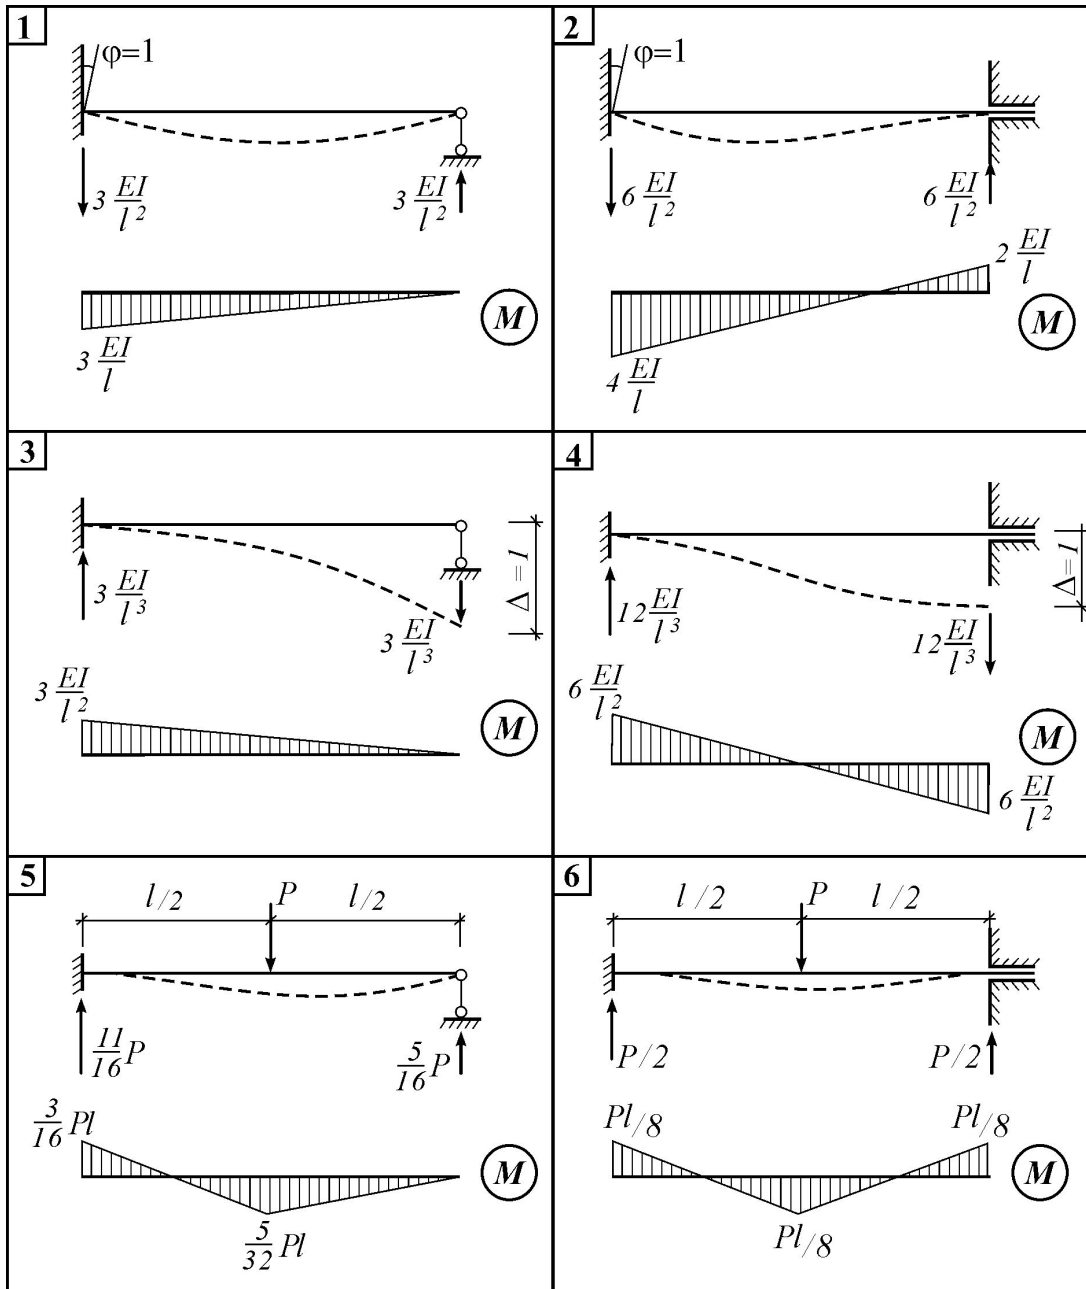 1
φ=1
3 EI/l²
3 EI/l²
3 EI/l
M
2
φ=1
6 EI/l²
6 EI/l²
2 EI/l
4 EI/l
M
3
3 EI/l³
3 EI/l³
Δ=1
3 EI/l²
M
4
12 EI/l³
12 EI/l³
Δ=1
6 EI/l²
6 EI/l²
M
5
l/2 P l/2
11/16 P
5/16 P
3/16 Pl
5/32 Pl
M
6
l/2 P l/2
P/2 P/2
Pl/8 Pl/8
Pl/8
M